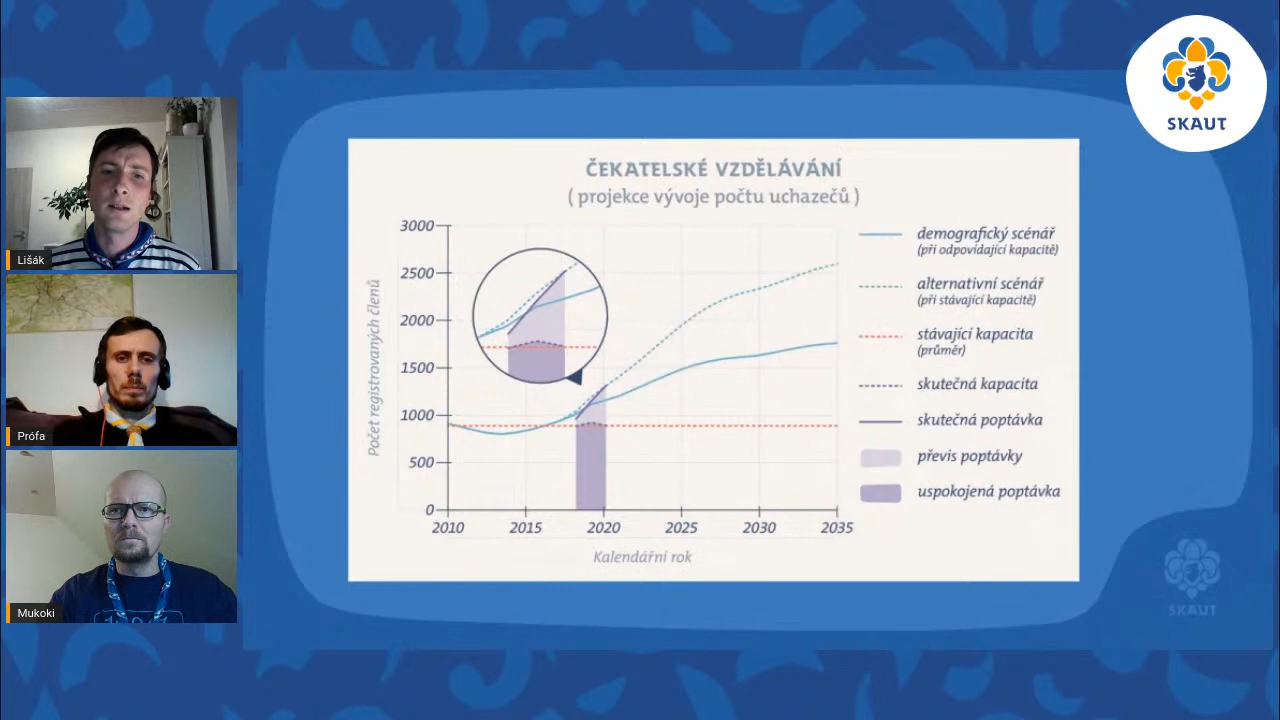 SKAUT
Lišák
Prófa
Mukoki
ČEKATELSKÉ VZDĚLÁVÁNÍ
( projekce vývoje počtu uchazečů )
Počet registrovaných členů
3000
2500
2000
1500
1000
500
0
2010 2015 2020 2025 2030 2035
Kalendářní rok
demografický scénář
(při odpovídající kapacitě)
alternativní scénář
(při stávající kapacitě)
stávající kapacita
(průměr)
skutečná kapacita
skutečná poptávka
převis poptávky
uspokojená poptávka
SKAUT